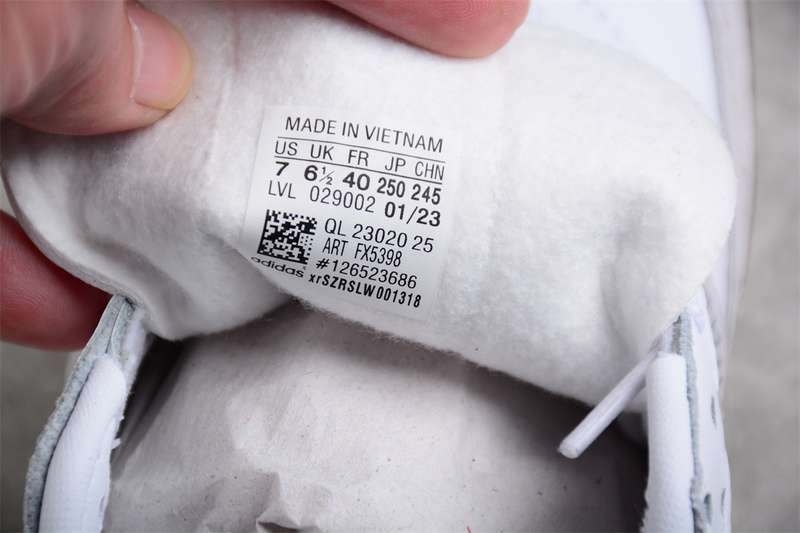 MADE IN VIETNAM
US UK FR JP CHN
7 6½ 40 250 245
LVL 029002 01/23
QL 23020 25
ART FX5398
#126523686
adidas xrSZRSLW001318